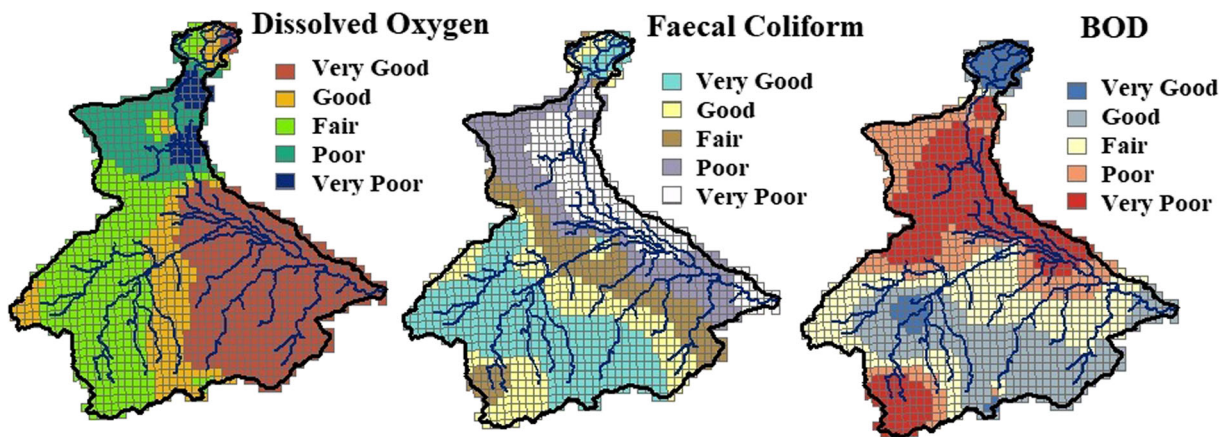 Dissolved Oxygen
Very Good
Good
Fair
Poor
Very Poor
Faecal Coliform
Very Good
Good
Fair
Poor
Very Poor
BOD
Very Good
Good
Fair
Poor
Very Poor